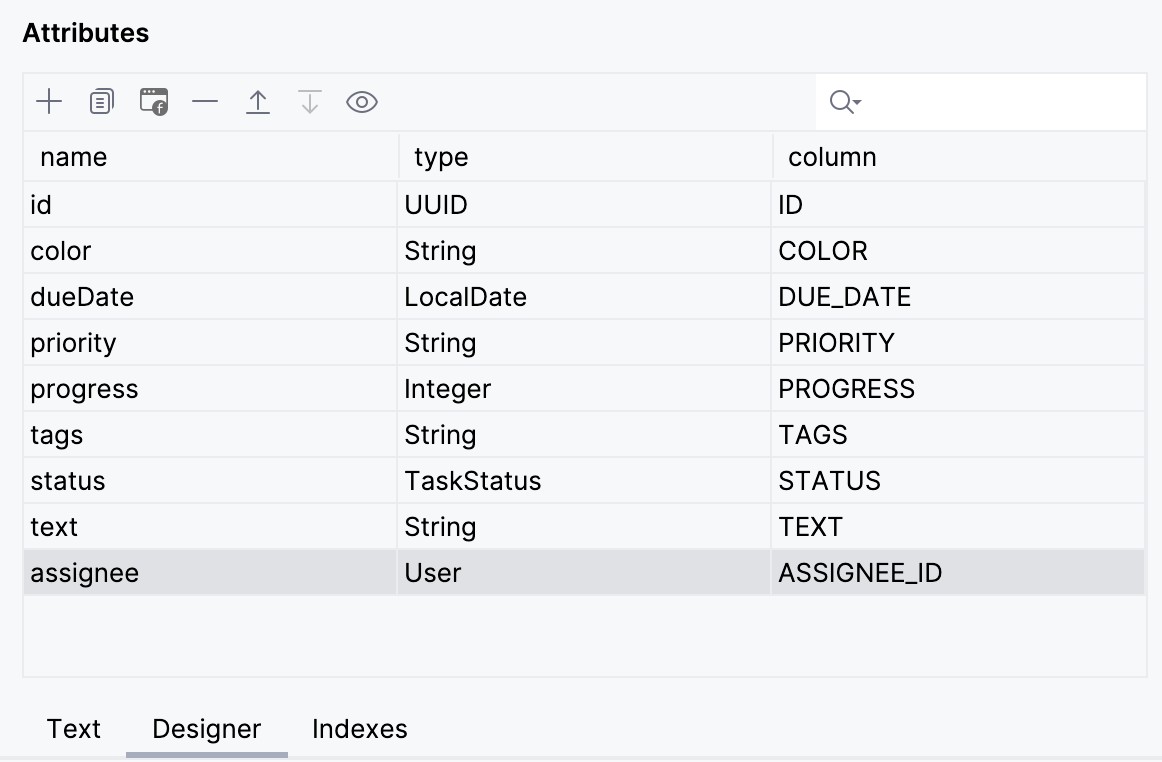 Attributes
name type column
id UUID ID
color String COLOR
dueDate LocalDate DUE_DATE
priority String PRIORITY
progress Integer PROGRESS
tags String TAGS
status TaskStatus STATUS
text String TEXT
assignee User ASSIGNEE_ID
Text Designer Indexes